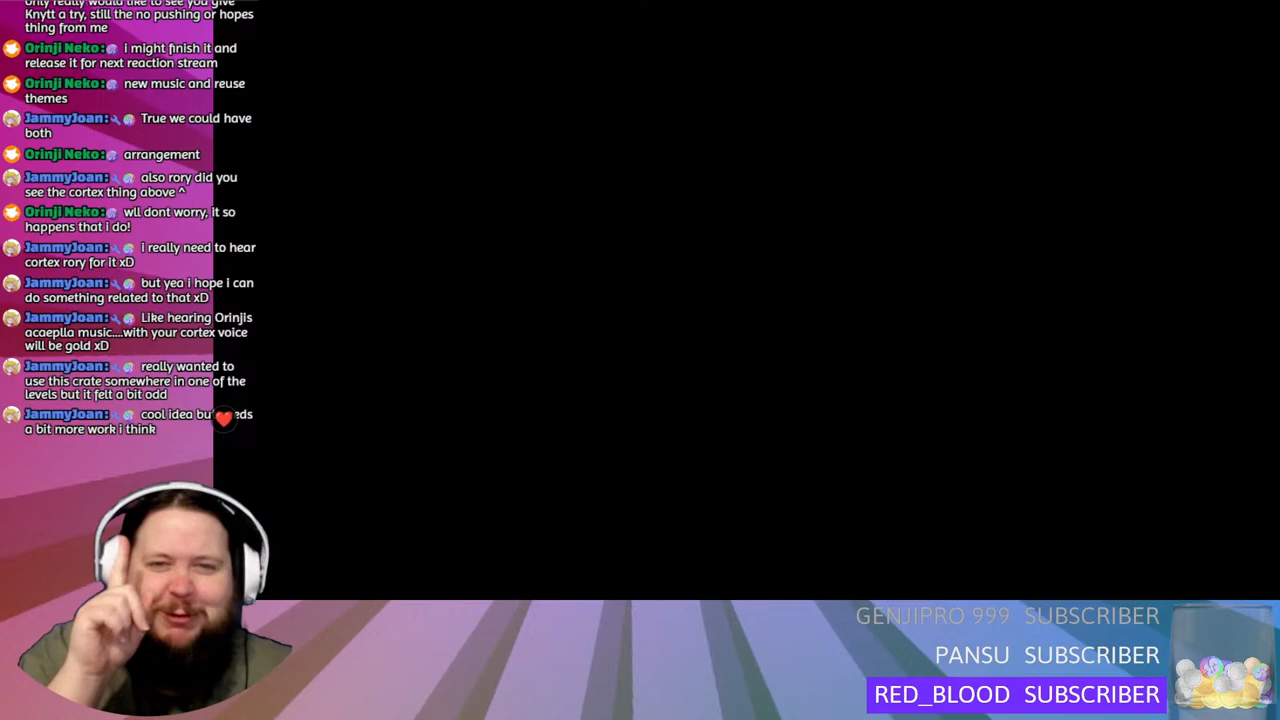 only really would like to see you give
Knytt a try, still the no pushing or hopes
thing from me
Orinji Neko: i might finish it and
release it for next reaction stream
Orinji Neko: new music and reuse
themes
JammyJoan: True we could have
both
Orinji Neko: arrangement
JammyJoan: also rory did you
see the cortex thing above ^
Orinji Neko: wll dont worry, it so
happens that i do!
JammyJoan: i really need to hear
cortex rory for it xD
JammyJoan: but yea i hope i can
do something related to that xD
JammyJoan: Like hearing Orinjis
acaeplla music....with your cortex voice
will be gold xD
JammyJoan: really wanted to
use this crate somewhere in one of the
levels but it felt a bit odd
JammyJoan: cool idea
a bit more work i think
GENJIPRO 999 SUBSCRIBER
PANSU SUBSCRIBER
RED_BLOOD SUBSCRIBER